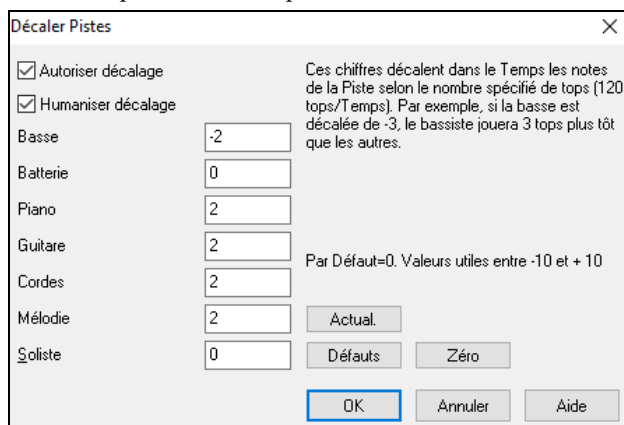 Décaler Pistes
Autoriser décalage
Humaniser décalage
Ces chiffres décalent dans le Temps les notes
de la Piste selon le nombre spécifié de tops (120
tops/Temps). Par exemple, si la basse est
décalée de -3, le bassiste jouera 3 tops plus tôt
que les autres.
Basse -2
Batterie 0
Piano 2
Guitare 2
Par Défaut=0. Valeurs utiles entre -10 et + 10
Cordes 2
Mélodie 2 Actual.
Soliste 0 Défauts Zéro
OK Annuler Aide